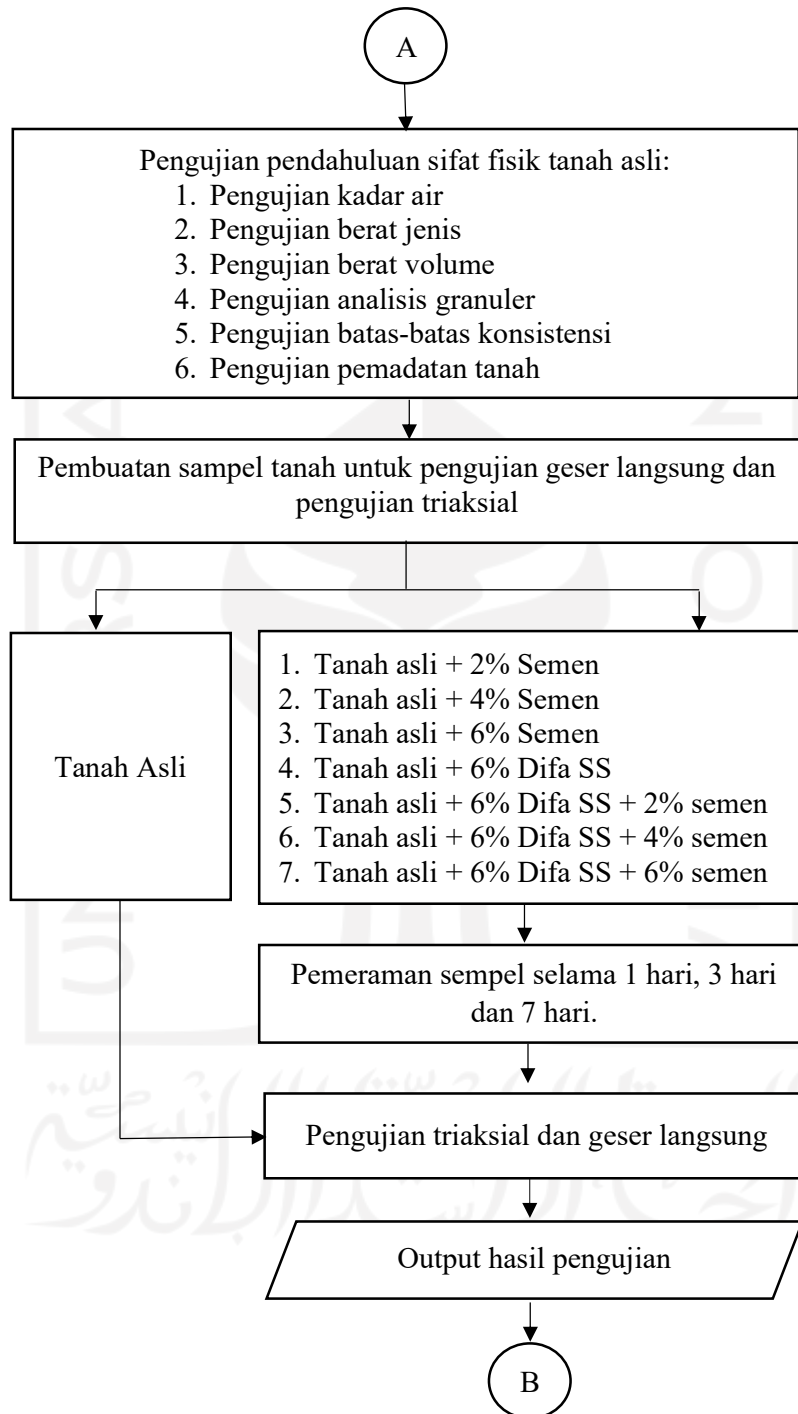 A
Pengujian pendahuluan sifat fisik tanah asli:
1. Pengujian kadar air
2. Pengujian berat jenis
3. Pengujian berat volume
4. Pengujian analisis granuler
5. Pengujian batas-batas konsistensi
6. Pengujian pemadatan tanah
Pembuatan sampel tanah untuk pengujian geser langsung dan
pengujian triaksial
Tanah Asli
1. Tanah asli + 2% Semen
2. Tanah asli + 4% Semen
3. Tanah asli + 6% Semen
4. Tanah asli + 6% Difa SS
5. Tanah asli + 6% Difa SS + 2% semen
6. Tanah asli + 6% Difa SS + 4% semen
7. Tanah asli + 6% Difa SS + 6% semen
Pemeraman sempel selama 1 hari, 3 hari
dan 7 hari.
Pengujian triaksial dan geser langsung
Output hasil pengujian
B